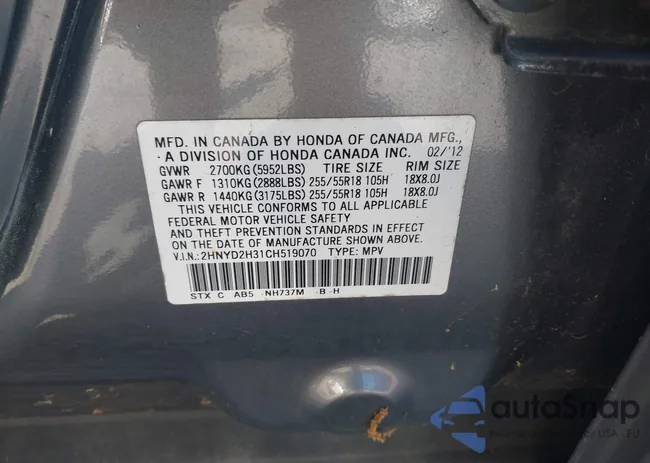 MFD. IN CANADA BY HONDA OF CANADA MFG.,
A DIVISION OF HONDA CANADA INC. 02/'12
GVWR 2700KG (5952LBS) TIRE SIZE RIM SIZE
GAWR F 1310KG (2888LBS) 255/55R18 105H 18X8.0J
GAWR R 1440KG (3175LBS) 255/55R18 105H 18X8.0J
THIS VEHICLE CONFORMS TO ALL APPLICABLE
FEDERAL MOTOR VEHICLE SAFETY
AND THEFT PREVENTION STANDARDS IN EFFECT
ON THE DATE OF MANUFACTURE SHOWN ABOVE.
V.I.N.: 2HNYD2H31CH519070 TYPE: MPV
STX C AB5 -NH737M -B -H
autoSnap
USA - EU